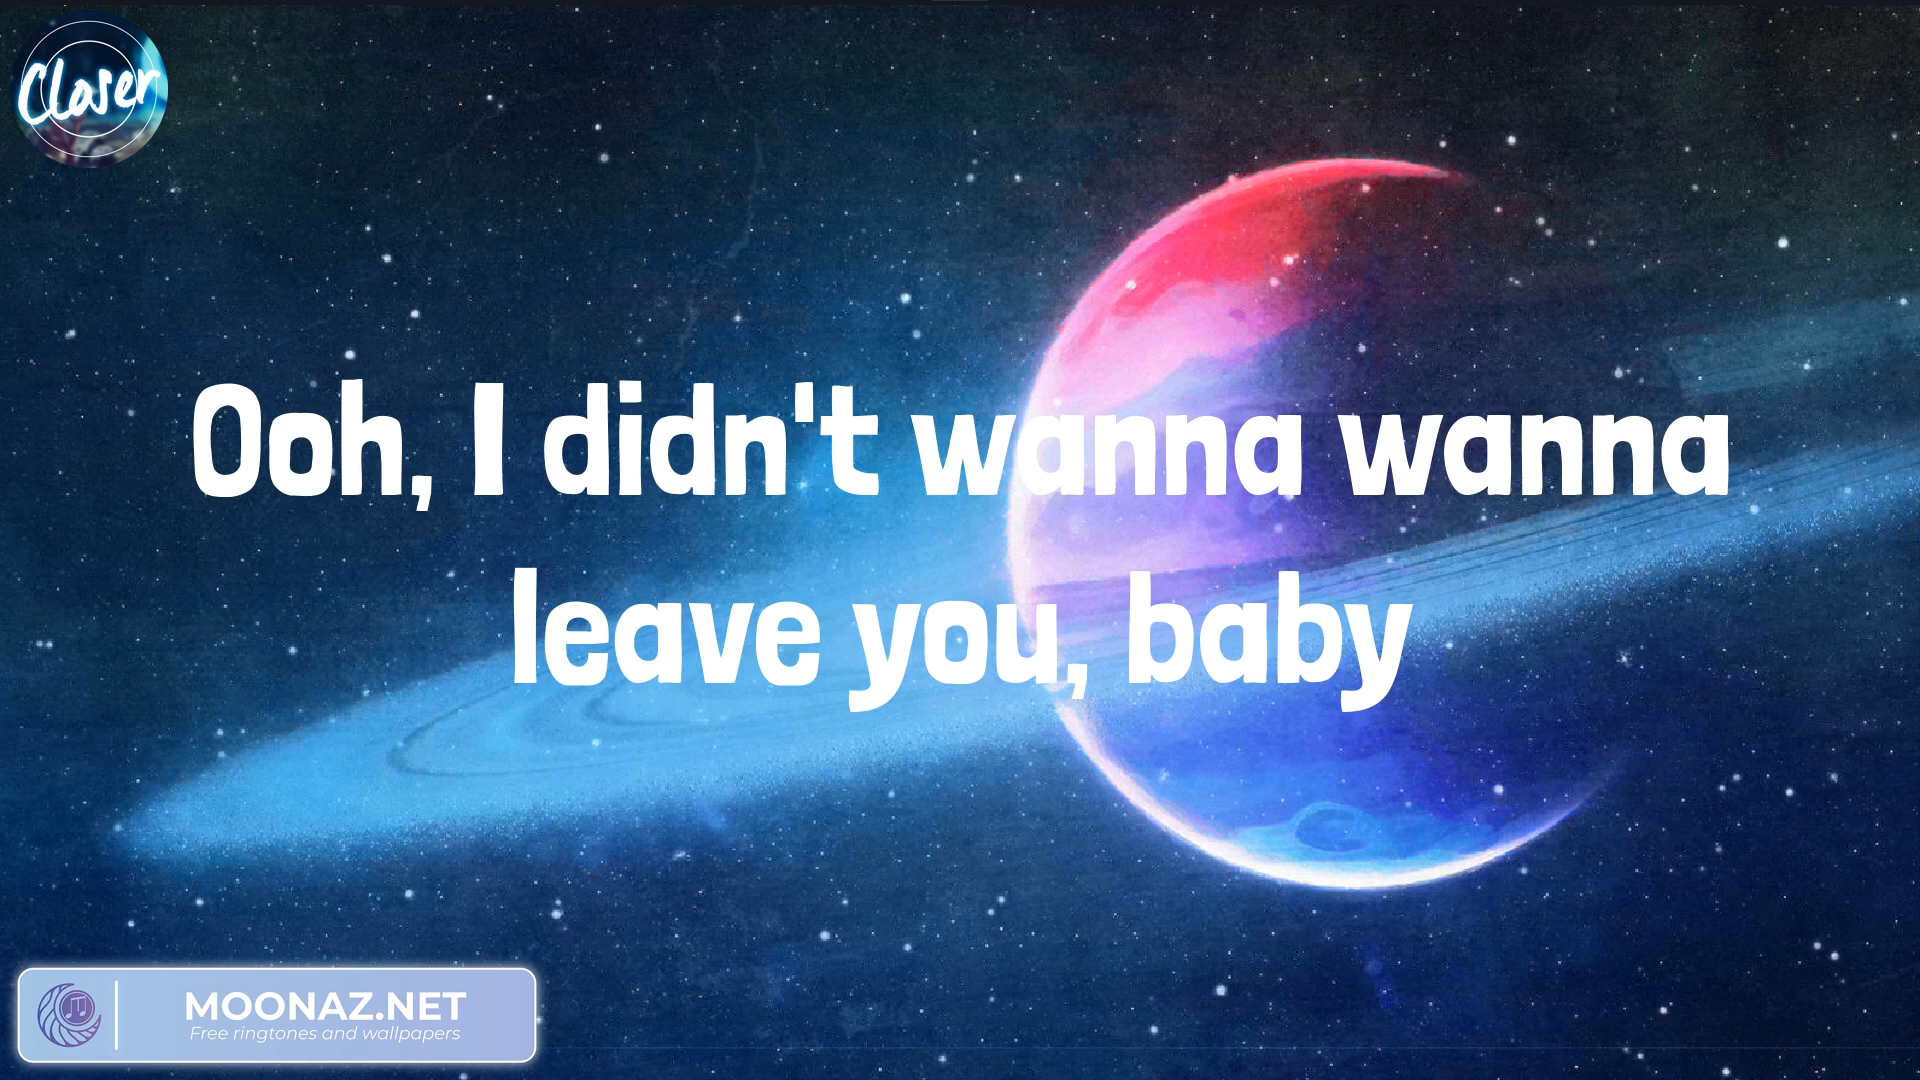 Closer
Ooh, I didn't wanna wanna
leave you, baby
MOONAZ.NET
Free ringtones and wallpapers